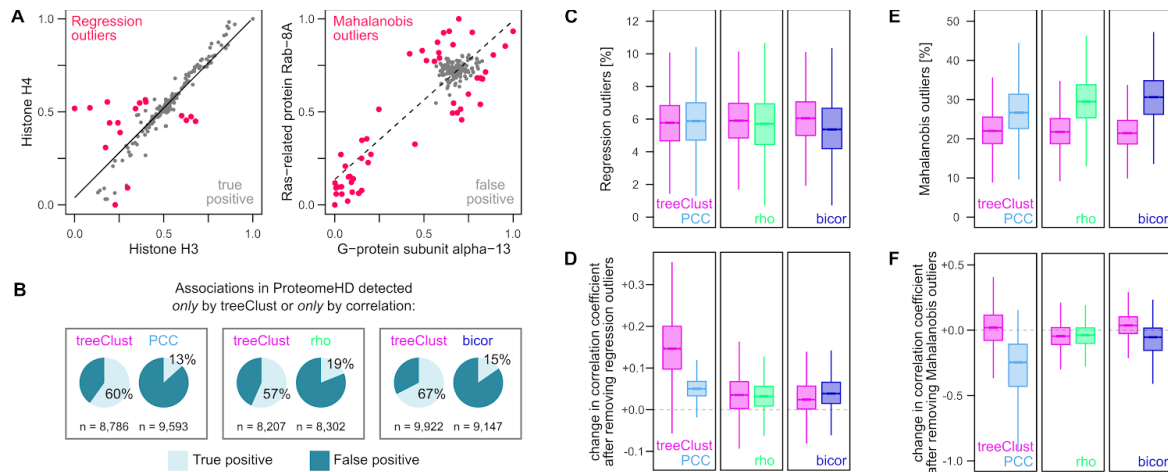 A
Regression
outliers
true
positive
Histone H4
1.0
0.5
0.0
0.0
0.5
1.0
Histone H3
Mahalanobis
outliers
false
positive
Ras−related protein Rab−8A
1.0
0.5
0.0
0.0
0.5
1.0
G−protein subunit alpha−13
B
Associations in ProteomeHD detected
only by treeClust or only by correlation:
treeClust PCC
60% 13%
n = 8,786 n = 9,593
treeClust rho
57% 19%
n = 8,207 n = 8,302
treeClust bicor
67% 15%
n = 9,922 n = 9,147
True positive False positive
C
Regression outliers [%]
12
10
8
6
4
2
0
treeClust
PCC
rho
bicor
D
change in correlation coefficient
after removing regression outliers
+0.3
+0.2
+0.1
+0.0
-0.1
treeClust
PCC
rho
bicor
E
Mahalanobis outliers [%]
50
40
30
20
10
0
treeClust
PCC
rho
bicor
F
change in correlation coefficient
after removing Mahalanobis outliers
+0.5
+0.0
-0.5
-1.0
treeClust
PCC
rho
bicor